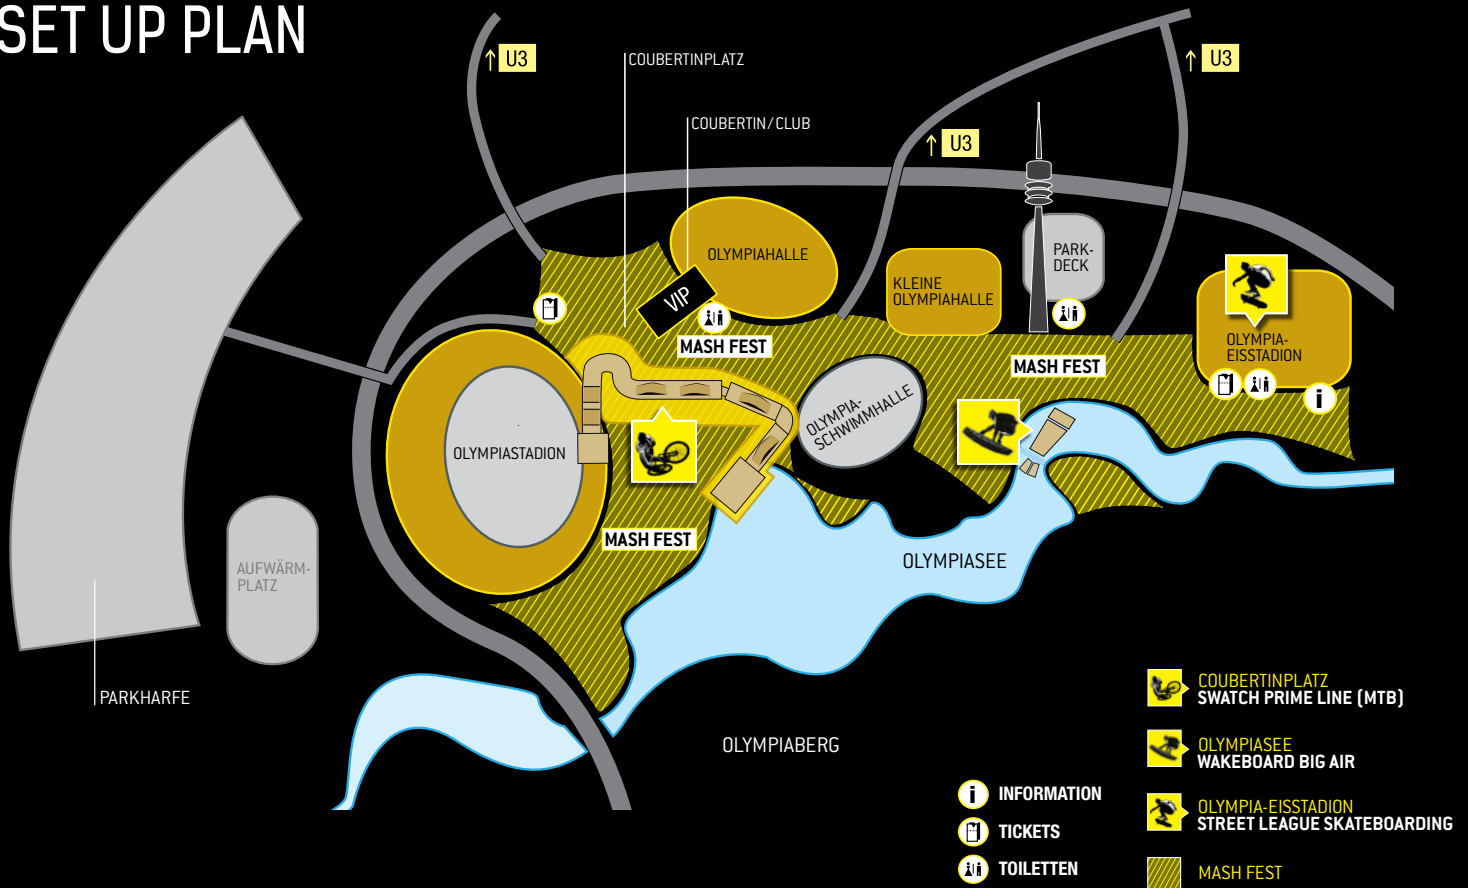 SET UP PLAN
U3
COUBERTINPLATZ
U3
COUBERTIN/CLUB
U3
OLYMPIAHALLE
PARK-
DECK
KLEINE
OLYMPIAHALLE
VIP
MASH FEST
OLYMPIA-
EISSTADION
MASH FEST
i
OLYMPIA-
SCHWIMMHALLE
OLYMPIASTADION
MASH FEST
OLYMPIASEE
AUFWÄRM-
PLATZ
PARKHARFE
OLYMPIABERG
COUBERTINPLATZ
SWATCH PRIME LINE (MTB)
OLYMPIASEE
WAKEBOARD BIG AIR
OLYMPIA-EISSTADION
STREET LEAGUE SKATEBOARDING
MASH FEST
i INFORMATION
TICKETS
TOILETTEN